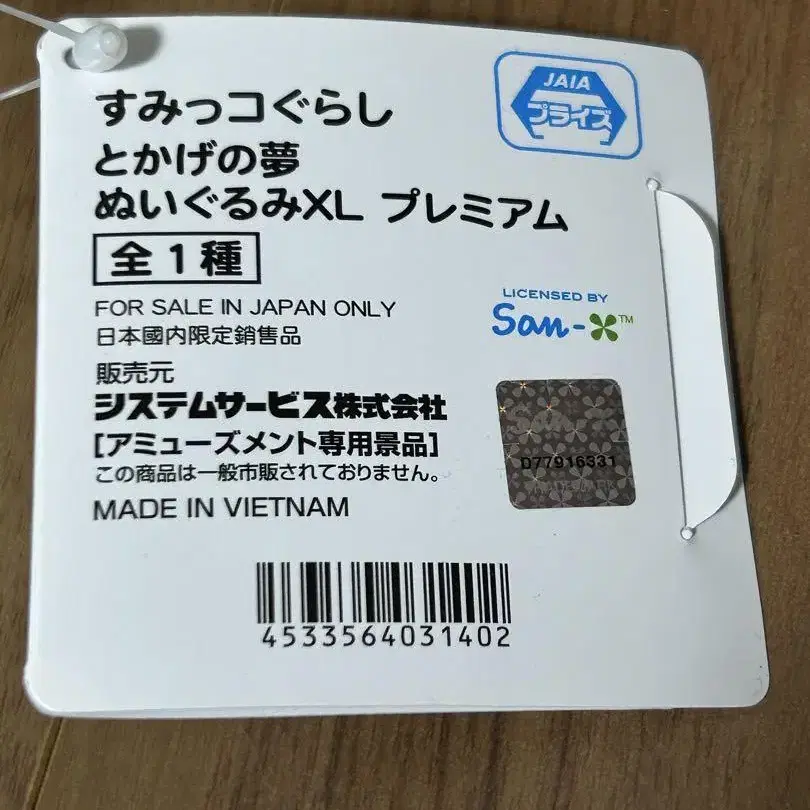 すみっコぐらし
とかげの夢
ぬいぐるみXL プレミアム
全1種
FOR SALE IN JAPAN ONLY
日本國内限定銷售品
販売元
システムサービス株式会社
[アミューズメント専用景品]
この商品は一般市販されておりません。
MADE IN VIETNAM
JAIA
プライズ
LICENSED BY
San-X™
D77916331
4533564031402